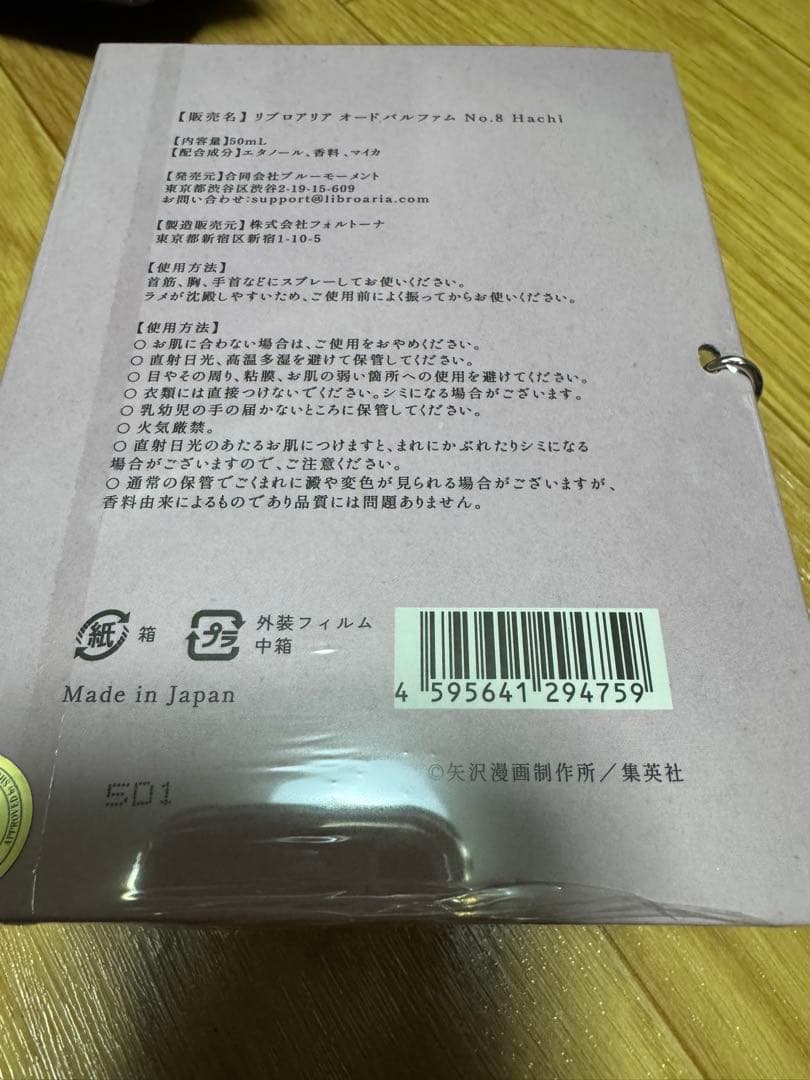 【販売名】リブロアリア オードパルファム No.8 Hachi
【内容量】50mL
【配合成分】エタノール、香料、マイカ
【発売元】合同会社ブルーモーメント
東京都渋谷区渋谷2-19-15-609
お問い合わせ:support@libroaria.com
【製造販売元】株式会社フォルトーナ
東京都新宿区新宿1-10-5
【使用方法】
首筋、胸、手首などにスプレーしてお使いください。
ラメが沈殿しやすいため、ご使用前によく振ってからお使いください。
【使用方法】
○ お肌に合わない場合は、ご使用をおやめください。
○ 直射日光、高温多湿を避けて保管してください。
○ 目やその周り、粘膜、お肌の弱い箇所への使用を避けてください。
○ 衣類には直接つけないでください。シミになる場合がございます。
○ 乳幼児の手の届かないところに保管してください。
○ 火気厳禁。
○ 直射日光のあたるお肌につけますと、まれにかぶれたりシミになる
場合がございますので、ご注意ください。
○ 通常の保管でごくまれに澱や変色が見られる場合がございますが、
香料由来によるものであり品質には問題ありません。
紙 箱
プラ 外装フィルム
中箱
4 595641 294759
Made in Japan
©矢沢漫画制作所／集英社
501
APPROVED by